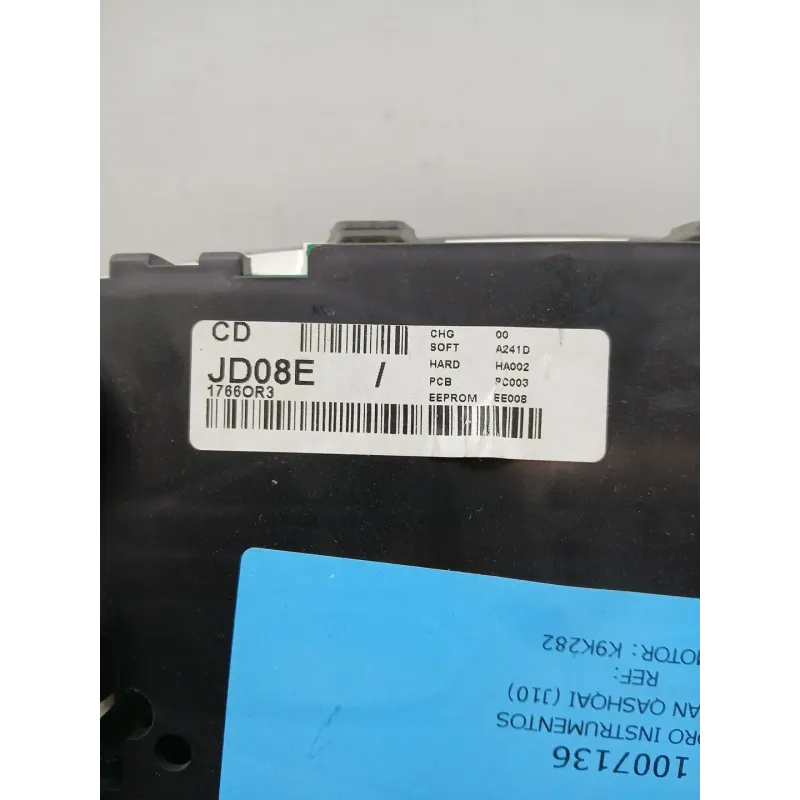 CD
JD08E /
1766OR3
CHG 00
SOFT A241D
HARD HA002
PCB PC003
EEPROM EE008
1007136
DRO INSTRUMENTOS
AN QASHQAI (J10)
REF:
MOTOR: K9K282